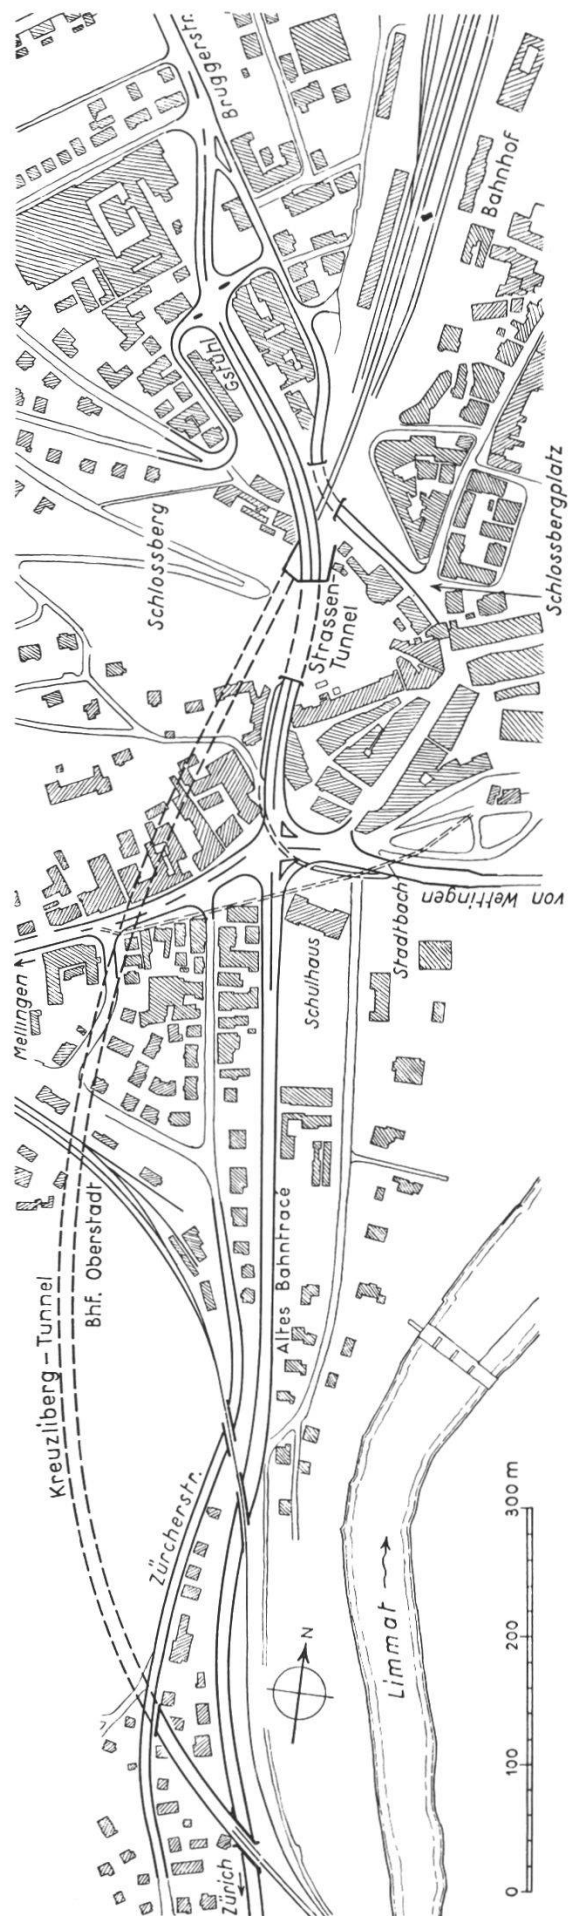 Bruggerstr.
Bahnhof
Gstühl
Schlossberg
Schlossbergplatz
Strassen-
Tunnel
Mellingen
Schulhaus
Stadtbach
von Wettingen
Kreuzliberg-Tunnel
Bhf. Oberstadt
Altes Bahntracé
Zürcherstr.
Limmat
N
Zürich
0 100 200 300 m